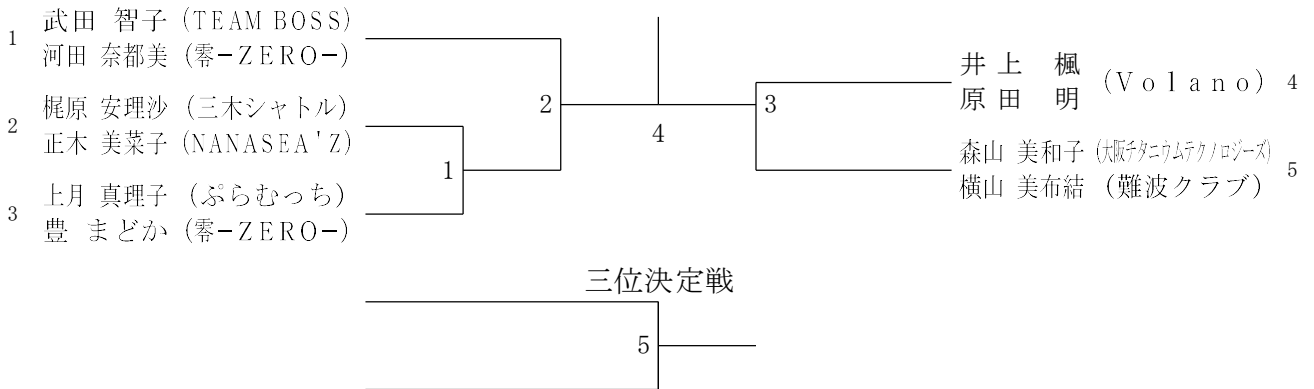 1
武田 智子 (TEAM BOSS)
河田 奈都美 (零−ZERO−)
2
梶原 安理沙 (三木シャトル)
正木 美菜子 (NANASEA'Z)
3
上月 真理子 (ぷらむっち)
豊 まどか (零−ZERO−)
1
2
4
3
井上 楓
原田 明
(Volano) 4
森山 美和子 (大阪チタニウムテクノロジーズ)
横山 美布結 (難波クラブ)
5
三位決定戦
5